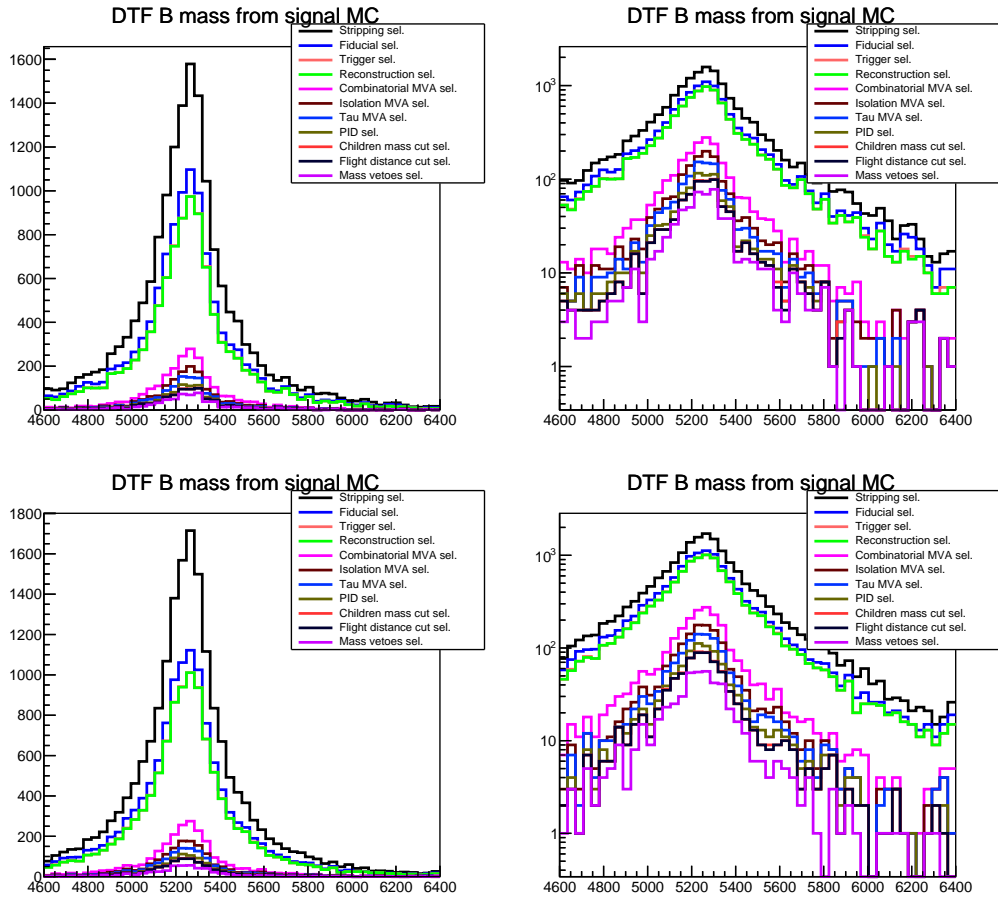 DTF B mass from signal MC
Stripping sel.
Fiducial sel.
Trigger sel.
Reconstruction sel.
Combinatorial MVA sel.
Isolation MVA sel.
Tau MVA sel.
PID sel.
Children mass cut sel.
Flight distance cut sel.
Mass vetoes sel.
1600
1400
1200
1000
800
600
400
200
0
4600 4800 5000 5200 5400 5600 5800 6000 6200 6400
DTF B mass from signal MC
Stripping sel.
Fiducial sel.
Trigger sel.
Reconstruction sel.
Combinatorial MVA sel.
Isolation MVA sel.
Tau MVA sel.
PID sel.
Children mass cut sel.
Flight distance cut sel.
Mass vetoes sel.
10³
10²
10
1
4600 4800 5000 5200 5400 5600 5800 6000 6200 6400
DTF B mass from signal MC
Stripping sel.
Fiducial sel.
Trigger sel.
Reconstruction sel.
Combinatorial MVA sel.
Isolation MVA sel.
Tau MVA sel.
PID sel.
Children mass cut sel.
Flight distance cut sel.
Mass vetoes sel.
1800
1600
1400
1200
1000
800
600
400
200
0
4600 4800 5000 5200 5400 5600 5800 6000 6200 6400
DTF B mass from signal MC
Stripping sel.
Fiducial sel.
Trigger sel.
Reconstruction sel.
Combinatorial MVA sel.
Isolation MVA sel.
Tau MVA sel.
PID sel.
Children mass cut sel.
Flight distance cut sel.
Mass vetoes sel.
10³
10²
10
1
4600 4800 5000 5200 5400 5600 5800 6000 6200 6400